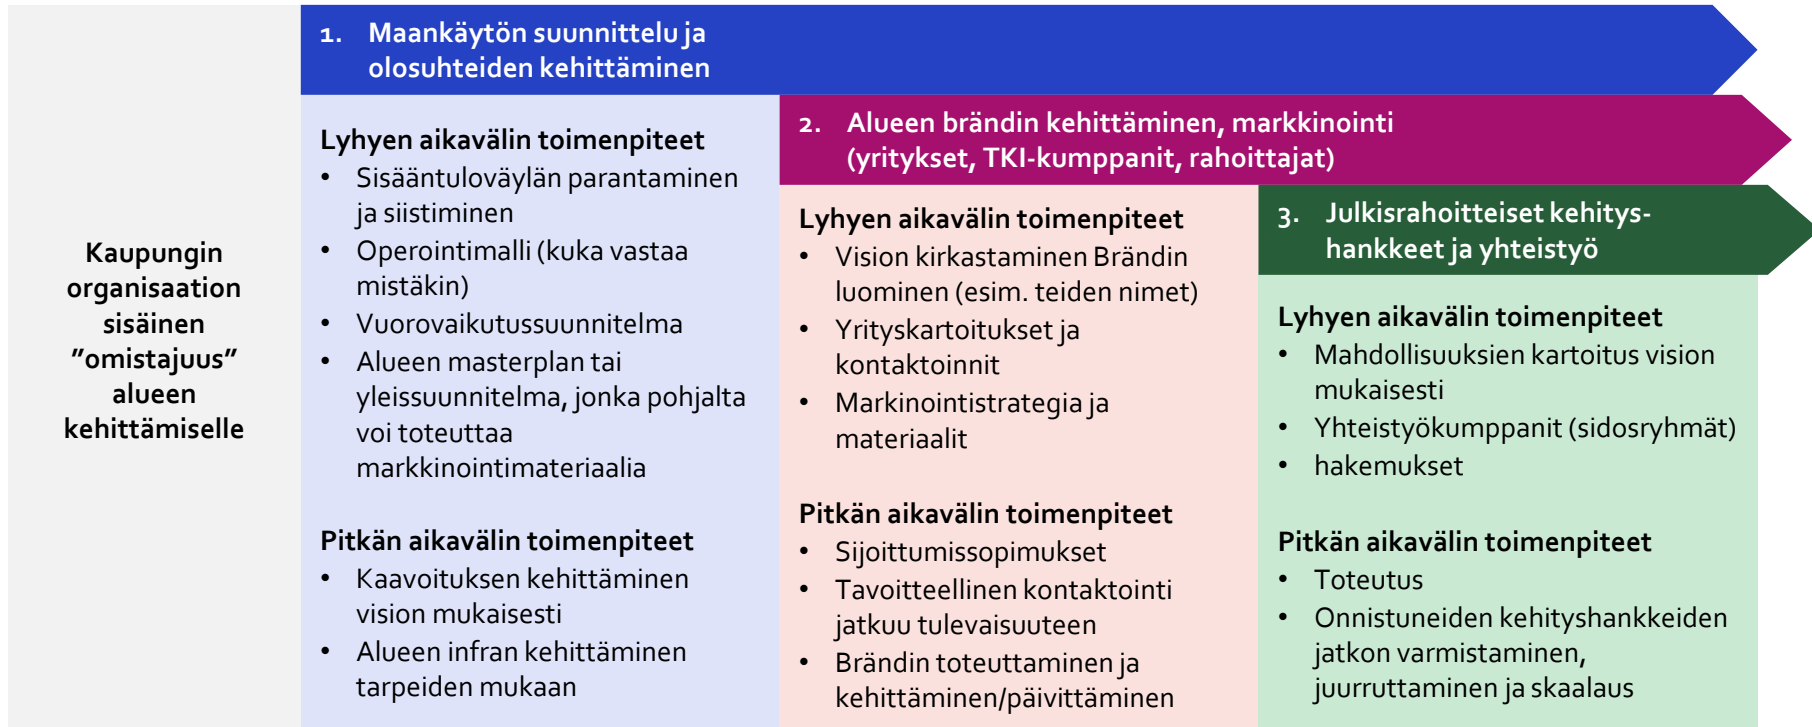 Kaupungin
organisaation
sisäinen
”omistajuus”
alueen
kehittämiselle
1. Maankäytön suunnittelu ja
olosuhteiden kehittäminen
Lyhyen aikavälin toimenpiteet
• Sisääntuloväylän parantaminen
ja siistiminen
• Operointimalli (kuka vastaa
mistäkin)
• Vuorovaikutussuunnitelma
• Alueen masterplan tai
yleissuunnitelma, jonka pohjalta
voi toteuttaa
markkinointimateriaalia
Pitkän aikavälin toimenpiteet
• Kaavoituksen kehittäminen
vision mukaisesti
• Alueen infran kehittäminen
tarpeiden mukaan
2. Alueen brändin kehittäminen, markkinointi
(yritykset, TKI-kumppanit, rahoittajat)
Lyhyen aikavälin toimenpiteet
• Vision kirkastaminen Brändin
luominen (esim. teiden nimet)
• Yrityskartoitukset ja
kontaktoinnit
• Markinointistrategia ja
materiaalit
Pitkän aikavälin toimenpiteet
• Sijoittumissopimukset
• Tavoitteellinen kontaktointi
jatkuu tulevaisuuteen
• Brändin toteuttaminen ja
kehittäminen/päivittäminen
3. Julkisrahoitteiset kehitys-
hankkeet ja yhteistyö
Lyhyen aikavälin toimenpiteet
• Mahdollisuuksien kartoitus vision
mukaisesti
• Yhteistyökumppanit (sidosryhmät)
• hakemukset
Pitkän aikavälin toimenpiteet
• Toteutus
• Onnistuneiden kehityshankkeiden
jatkon varmistaminen,
juurruttaminen ja skaalaus